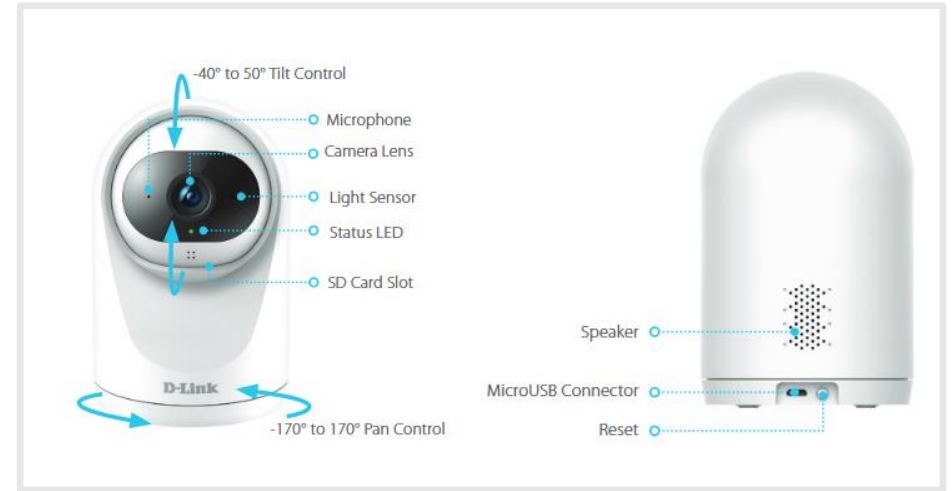 -40° to 50° Tilt Control
Microphone
Camera Lens
Light Sensor
Status LED
SD Card Slot
D-Link
-170° to 170° Pan Control
Speaker
MicroUSB Connector
Reset